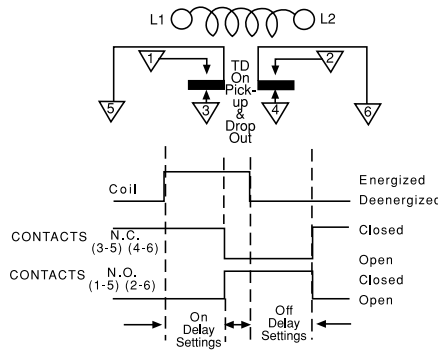 L1 L2
1 2
TD
On
Pick-
up
&
Drop
Out
5 3 4 6
Coil
Energized
Deenergized
CONTACTS N.C.
(3-5) (4-6)
Closed
Open
CONTACTS N.O.
(1-5) (2-6)
Closed
Open
On
Delay
Settings
Off
Delay
Settings